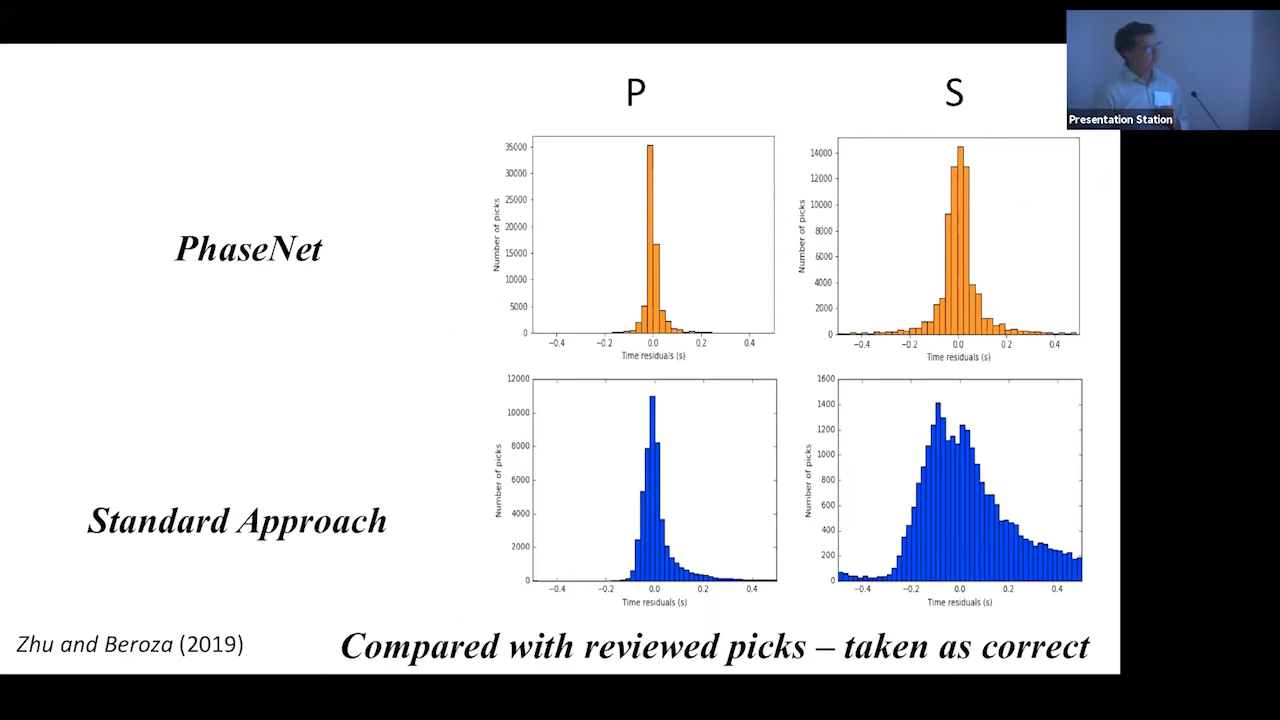 P
S
Presentation Station
PhaseNet
35000
30000
25000
20000
15000
10000
5000
0
Number of picks
−0.4 −0.2 0.0 0.2 0.4
Time residuals (s)
14000
12000
10000
8000
6000
4000
2000
0
Number of picks
−0.4 −0.2 0.0 0.2 0.4
Time residuals (s)
Standard Approach
12000
10000
8000
6000
4000
2000
0
Number of picks
−0.4 −0.2 0.0 0.2 0.4
Time residuals (s)
1600
1400
1200
1000
800
600
400
200
0
Number of picks
−0.4 −0.2 0.0 0.2 0.4
Time residuals (s)
Zhu and Beroza (2019)
Compared with reviewed picks – taken as correct